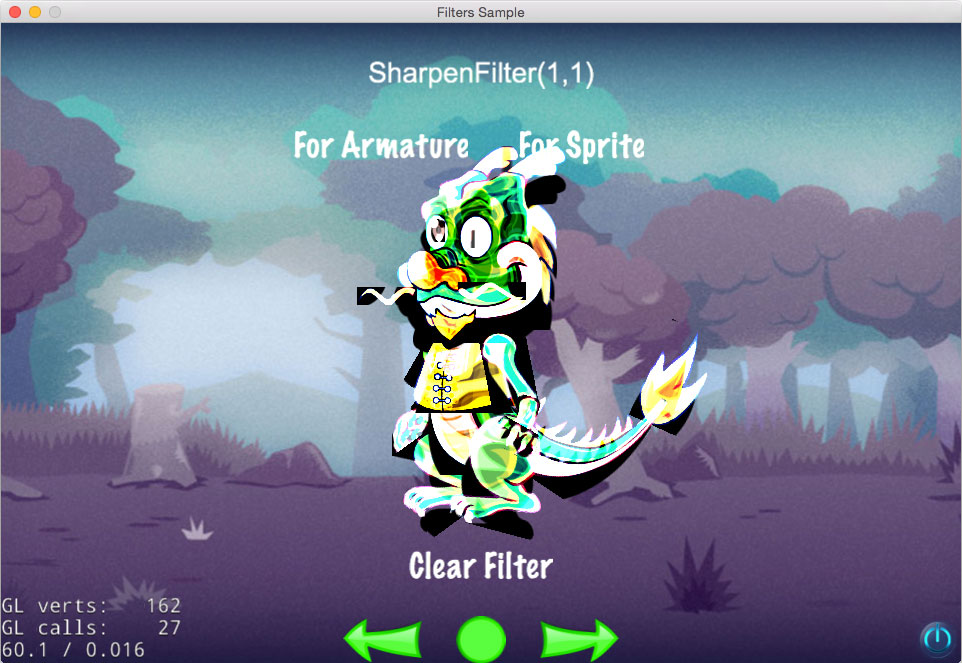 Filters Sample
SharpenFilter(1,1)
For Armature For Sprite
Clear Filter
GL verts: 162
GL calls: 27
60.1 / 0.016